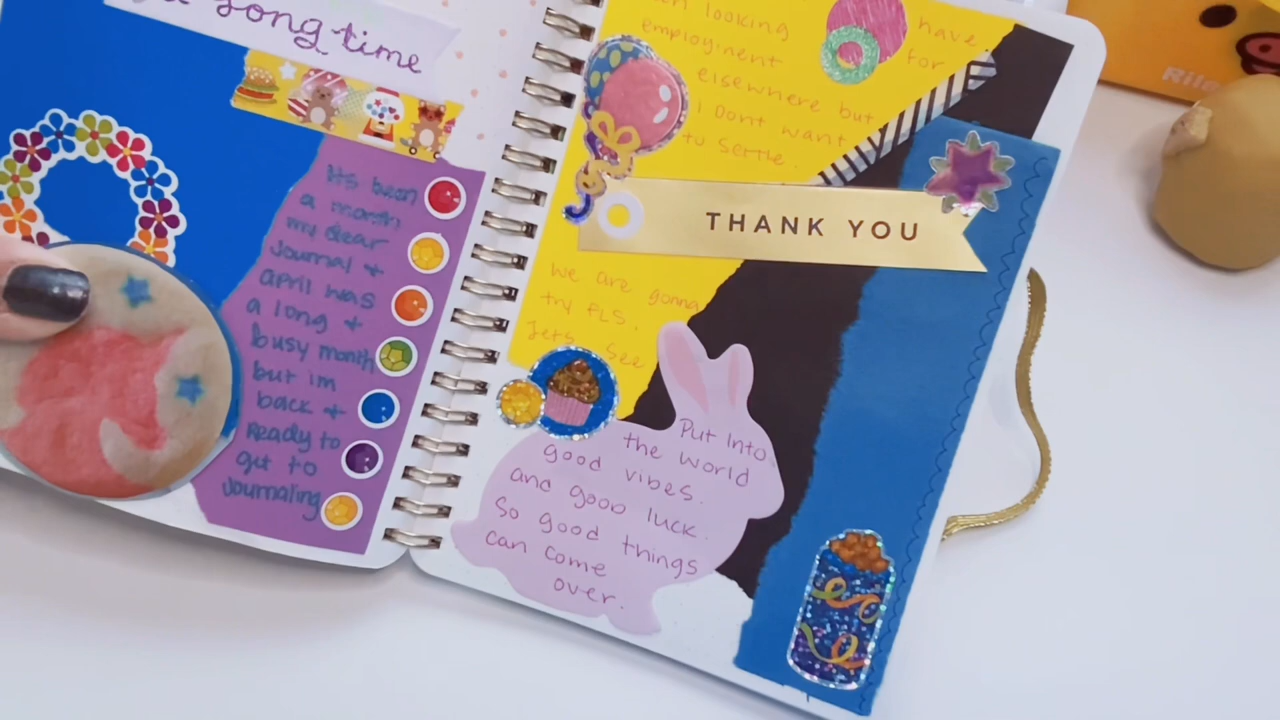 a long time
Its been
a month
my dear
Journal +
April was
a long +
busy month
but im
back +
Ready to
get to
Journaling
looking
have
employment
for
elsewhere but
I Dont want
to settle.
THANK YOU
we are gonna
try FLS.
lets see
Put Into
the world
good vibes.
and good luck.
So good things
can come
over.